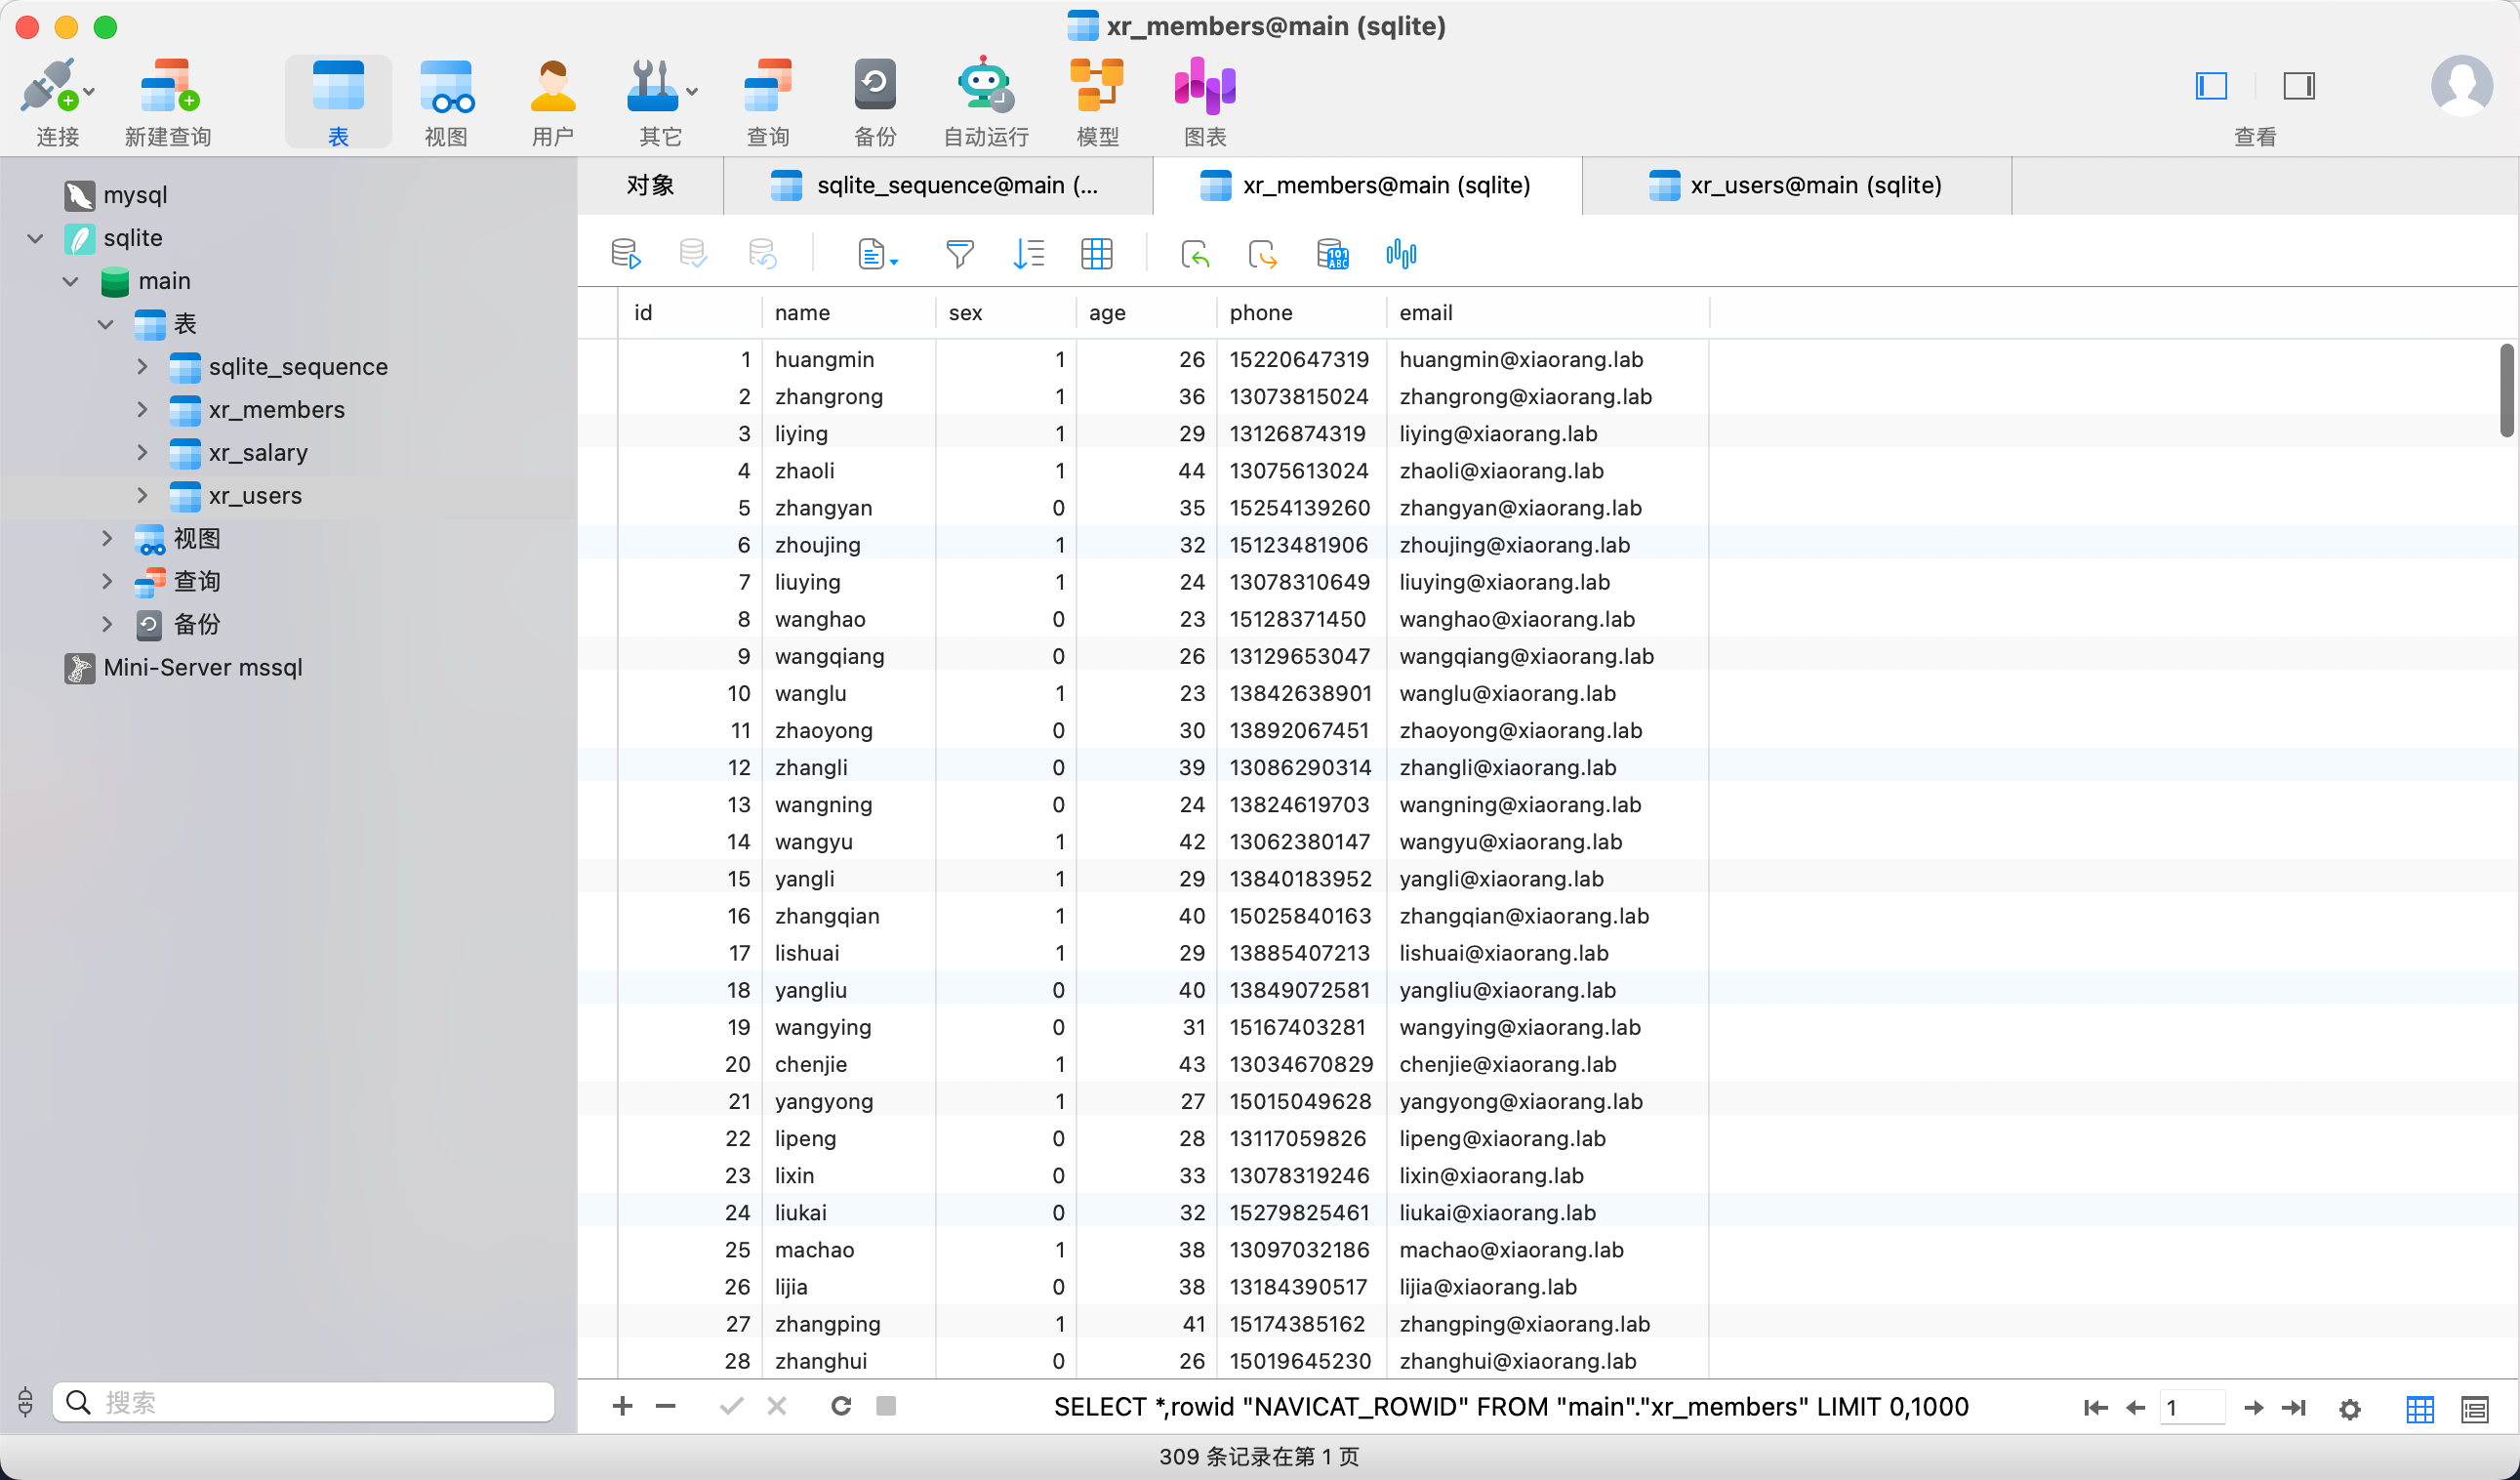 xr_members@main (sqlite)
连接 新建查询 表 视图 用户 其它 查询 备份 自动运行 模型 图表 查看
mysql
sqlite
main
表
sqlite_sequence
xr_members
xr_salary
xr_users
视图
查询
备份
Mini-Server mssql
搜索
对象 sqlite_sequence@main (... xr_members@main (sqlite) xr_users@main (sqlite)
id name sex age phone email
1 huangmin 1 26 15220647319 huangmin@xiaorang.lab
2 zhangrong 1 36 13073815024 zhangrong@xiaorang.lab
3 liying 1 29 13126874319 liying@xiaorang.lab
4 zhaoli 1 44 13075613024 zhaoli@xiaorang.lab
5 zhangyan 0 35 15254139260 zhangyan@xiaorang.lab
6 zhoujing 1 32 15123481906 zhoujing@xiaorang.lab
7 liuying 1 24 13078310649 liuying@xiaorang.lab
8 wanghao 0 23 15128371450 wanghao@xiaorang.lab
9 wangqiang 0 26 13129653047 wangqiang@xiaorang.lab
10 wanglu 1 23 13842638901 wanglu@xiaorang.lab
11 zhaoyong 0 30 13892067451 zhaoyong@xiaorang.lab
12 zhangli 0 39 13086290314 zhangli@xiaorang.lab
13 wangning 0 24 13824619703 wangning@xiaorang.lab
14 wangyu 1 42 13062380147 wangyu@xiaorang.lab
15 yangli 1 29 13840183952 yangli@xiaorang.lab
16 zhangqian 1 40 15025840163 zhangqian@xiaorang.lab
17 lishuai 1 29 13885407213 lishuai@xiaorang.lab
18 yangliu 0 40 13849072581 yangliu@xiaorang.lab
19 wangying 0 31 15167403281 wangying@xiaorang.lab
20 chenjie 1 43 13034670829 chenjie@xiaorang.lab
21 yangyong 1 27 15015049628 yangyong@xiaorang.lab
22 lipeng 0 28 13117059826 lipeng@xiaorang.lab
23 lixin 0 33 13078319246 lixin@xiaorang.lab
24 liukai 0 32 15279825461 liukai@xiaorang.lab
25 machao 1 38 13097032186 machao@xiaorang.lab
26 lijia 0 38 13184390517 lijia@xiaorang.lab
27 zhangping 1 41 15174385162 zhangping@xiaorang.lab
28 zhanghui 0 26 15019645230 zhanghui@xiaorang.lab
SELECT *,rowid "NAVICAT_ROWID" FROM "main"."xr_members" LIMIT 0,1000 1
309 条记录在第 1 页